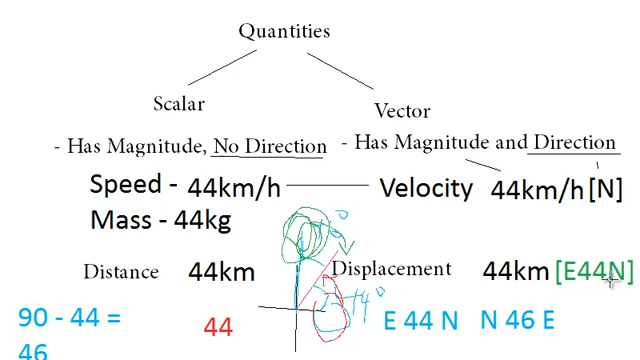 Quantities
Scalar
Vector
- Has Magnitude, No Direction
- Has Magnitude and Direction
Speed - 44km/h
Velocity 44km/h [N]
Mass - 44kg
Distance 44km
Displacement 44km [E44N]
44°
90 - 44 =
46
44
E 44 N N 46 E